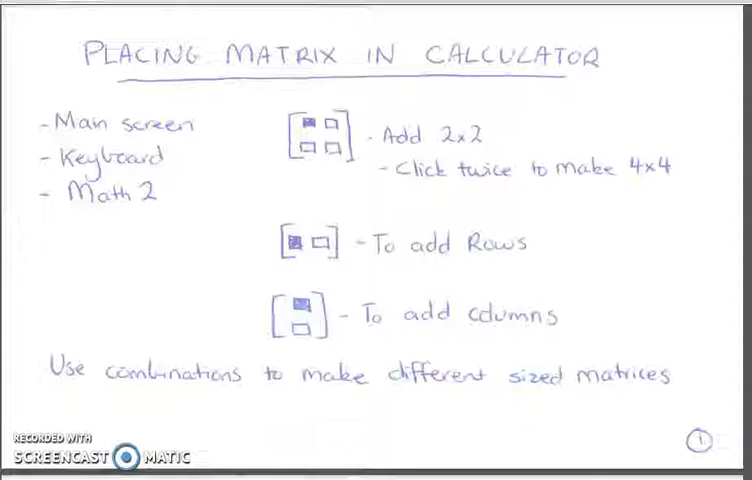 PLACING MATRIX IN CALCULATOR
- Main screen
- Keyboard
- Math 2
- Add 2x2
- Click twice to make 4x4
- To add Rows
- To add columns
Use combinations to make different sized matrices
1
RECORDED WITH
SCREENCAST MATIC